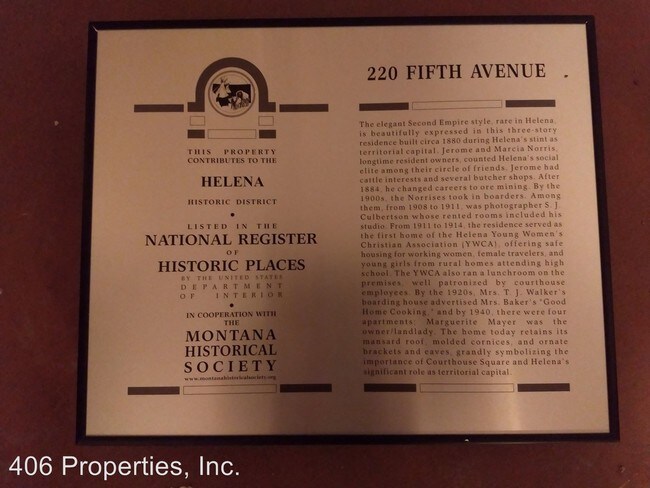 THIS PROPERTY
CONTRIBUTES TO THE
HELENA
HISTORIC DISTRICT
•
LISTED IN THE
NATIONAL REGISTER
OF
HISTORIC PLACES
BY THE UNITED STATES
DEPARTMENT
OF INTERIOR
•
IN COOPERATION WITH
THE
MONTANA
HISTORICAL
SOCIETY
www.montanahistoricalsociety.org
220 FIFTH AVENUE
The elegant Second Empire style, rare in Helena,
is beautifully expressed in this three-story
residence built circa 1880 during Helena's stint as
territorial capital. Jerome and Marcia Norris,
longtime resident owners, counted Helena's social
elite among their circle of friends. Jerome had
cattle interests and several butcher shops. After
1884, he changed careers to ore mining. By the
1900s, the Norrises took in boarders. Among
them, from 1908 to 1911, was photographer S. J.
Culbertson whose rented rooms included his
studio. From 1911 to 1914, the residence served as
the first home of the Helena Young Women's
Christian Association (YWCA), offering safe
housing for working women, female travelers, and
young girls from rural homes attending high
school. The YWCA also ran a lunchroom on the
premises, well patronized by courthouse
employees. By the 1920s, Mrs. T. J. Walker's
boarding house advertised Mrs. Baker's "Good
Home Cooking," and by 1940, there were four
apartments; Marguerite Mayer was the
owner/landlady. The home today retains its
mansard roof, molded cornices, and ornate
brackets and eaves, grandly symbolizing the
importance of Courthouse Square and Helena's
significant role as territorial capital.
406 Properties, Inc.